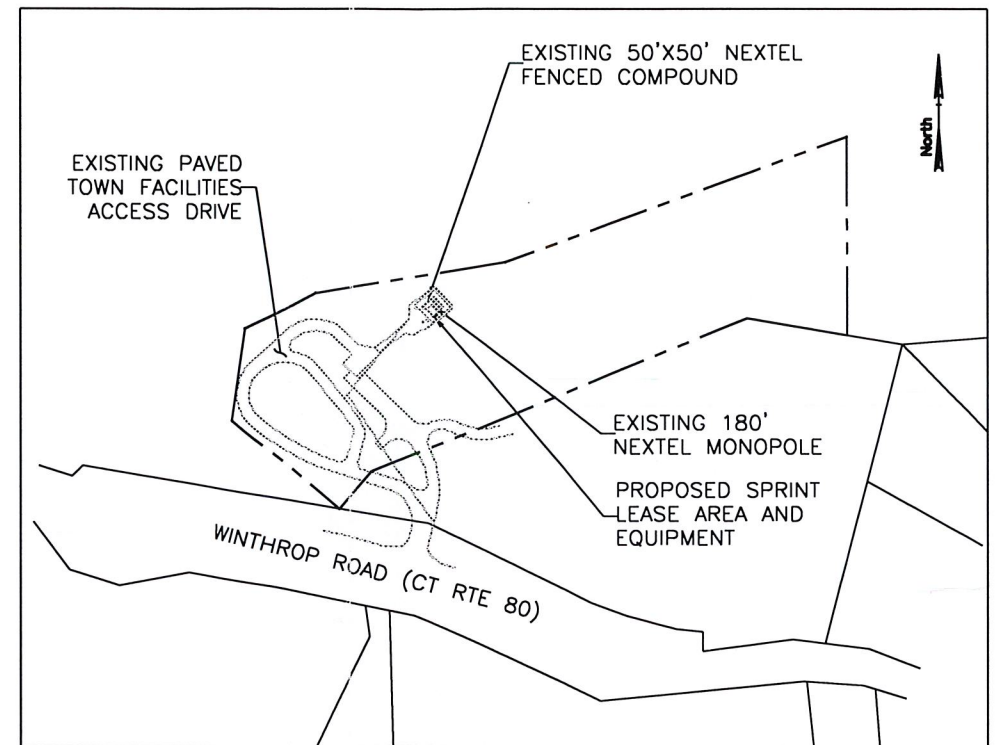 EXISTING 50'X50' NEXTEL
FENCED COMPOUND
North
EXISTING PAVED
TOWN FACILITIES
ACCESS DRIVE
EXISTING 180'
NEXTEL MONOPOLE
PROPOSED SPRINT
LEASE AREA AND
EQUIPMENT
WINTHROP ROAD (CT RTE 80)